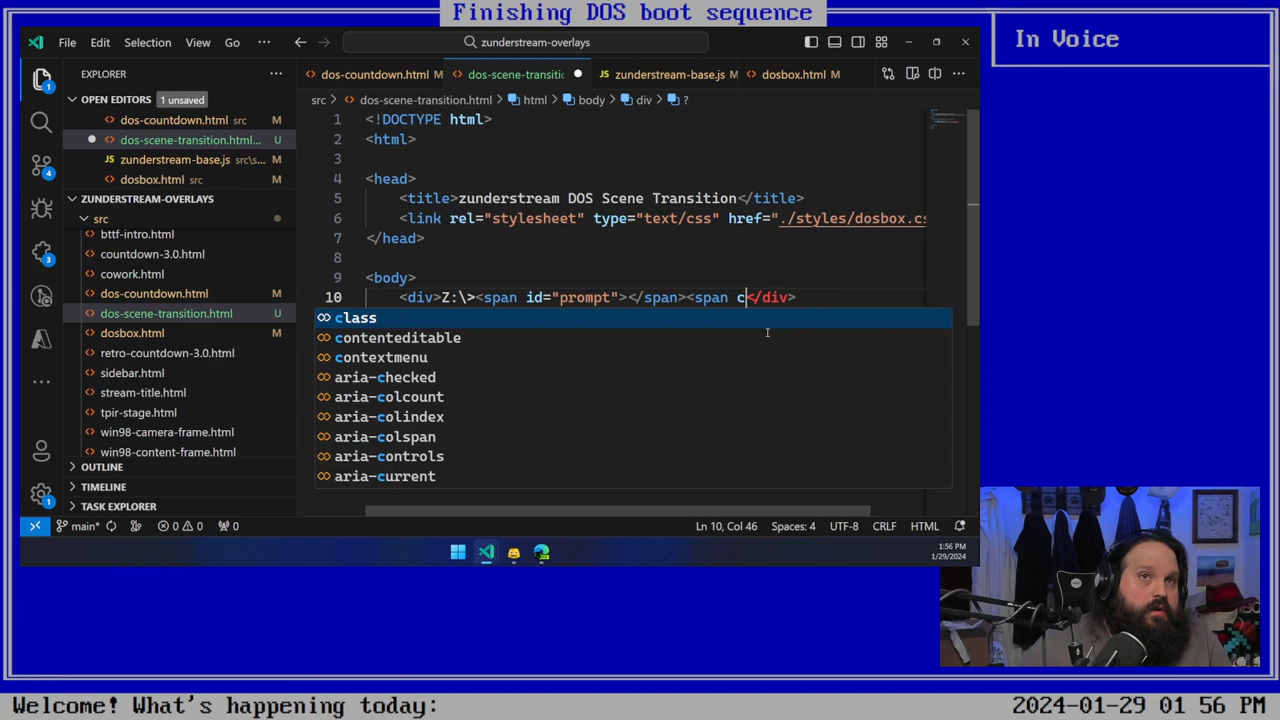 Finishing DOS boot sequence
In Voice
File Edit Selection View Go ··· zunderstream-overlays
EXPLORER ···
OPEN EDITORS 1 unsaved
dos-countdown.html src M
dos-scene-transition.html... U
zunderstream-base.js src\s... M
dosbox.html src M
ZUNDERSTREAM-OVERLAYS
src
bttf-intro.html
countdown-3.0.html
cowork.html
dos-countdown.html M
dos-scene-transition.html U
dosbox.html M
retro-countdown-3.0.html
sidebar.html
stream-title.html
tpir-stage.html
win98-camera-frame.html
win98-content-frame.html
OUTLINE
TIMELINE
TASK EXPLORER
1
4
3
1
dos-countdown.html M dos-scene-transiti JS zunderstream-base.js M dosbox.html M ···
src > dos-scene-transition.html > html > body > div > ?
1 <!DOCTYPE html>
2 <html>
3
4 <head>
5 <title>zunderstream DOS Scene Transition</title>
6 <link rel="stylesheet" type="text/css" href="./styles/dosbox.cs
7 </head>
8
9 <body>
10 <div>Z:\><span id="prompt"></span><span c</div>
class
contenteditable
contextmenu
aria-checked
aria-colcount
aria-colindex
aria-colspan
aria-controls
aria-current
main* 0 0 0 Ln 10, Col 46 Spaces: 4 UTF-8 CRLF HTML
1:56 PM
1/29/2024
Welcome! What's happening today: 2024-01-29 01 56 PM